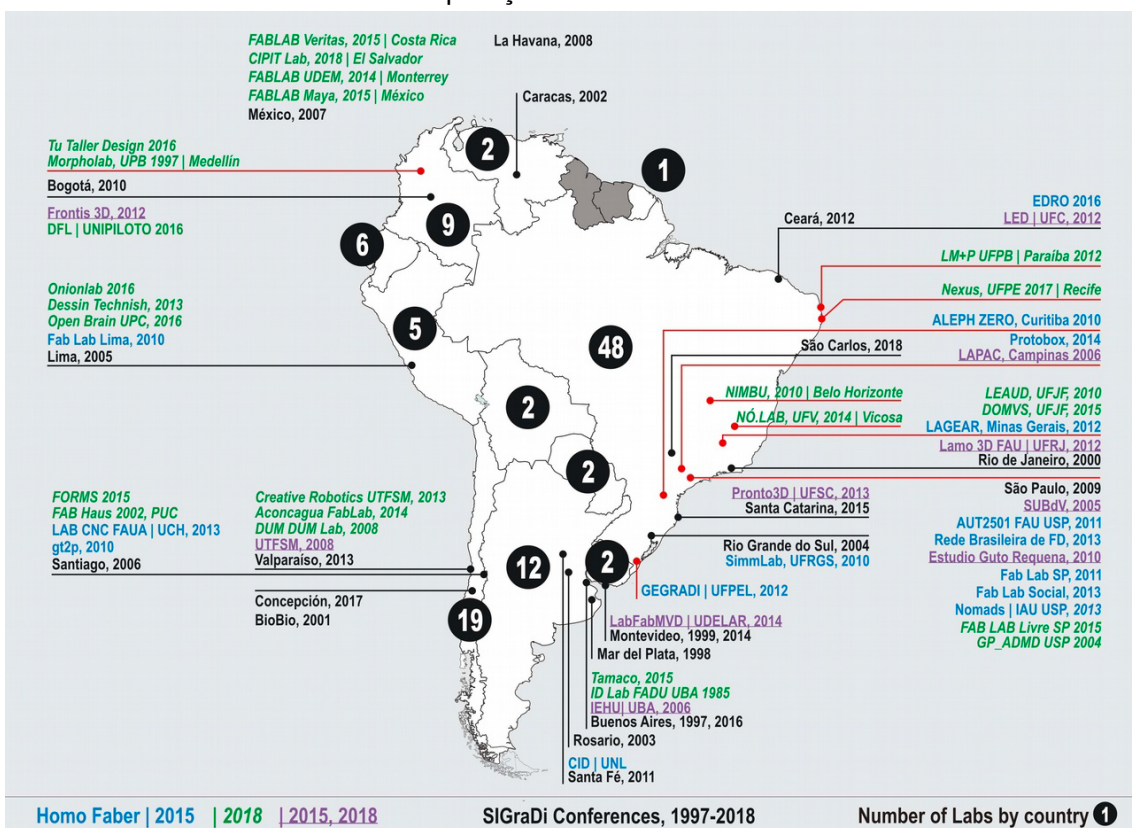 FABLAB Veritas, 2015 | Costa Rica
CIPIT Lab, 2018 | El Salvador
FABLAB UDEM, 2014 | Monterrey
FABLAB Maya, 2015 | México
México, 2007
La Havana, 2008
Caracas, 2002
Tu Taller Design 2016
Morpholab, UPB 1997 | Medellín
Bogotá, 2010
Frontis 3D, 2012
DFL | UNIPILOTO 2016
Onionlab 2016
Dessin Technish, 2013
Open Brain UPC, 2016
Fab Lab Lima, 2010
Lima, 2005
2
1
9
6
5
48
2
2
12
2
19
EDRO 2016
LED | UFC, 2012
Ceará, 2012
LM+P UFPB | Paraíba 2012
Nexus, UFPE 2017 | Recife
ALEPH ZERO, Curitiba 2010
Protobox, 2014
LAPAC, Campinas 2006
São Carlos, 2018
NIMBU, 2010 | Belo Horizonte
NÓ.LAB, UFV, 2014 | Vicosa
LEAUD, UFJF, 2010
DOMVS, UFJF, 2015
LAGEAR, Minas Gerais, 2012
Lamo 3D FAU | UFRJ, 2012
Rio de Janeiro, 2000
Pronto3D | UFSC, 2013
Santa Catarina, 2015
Rio Grande do Sul, 2004
SimmLab, UFRGS, 2010
GEGRADI | UFPEL, 2012
São Paulo, 2009
SUBdV, 2005
AUT2501 FAU USP, 2011
Rede Brasileira de FD, 2013
Estudio Guto Requena, 2010
Fab Lab SP, 2011
Fab Lab Social, 2013
Nomads | IAU USP, 2013
FAB LAB Livre SP 2015
GP_ADMD USP 2004
FORMS 2015
FAB Haus 2002, PUC
LAB CNC FAUA | UCH, 2013
gt2p, 2010
Santiago, 2006
Creative Robotics UTFSM, 2013
Aconcagua FabLab, 2014
DUM DUM Lab, 2008
UTFSM, 2008
Valparaíso, 2013
Concepción, 2017
BioBio, 2001
LabFabMVD | UDELAR, 2014
Montevideo, 1999, 2014
Mar del Plata, 1998
Tamaco, 2015
ID Lab FADU UBA 1985
IEHU| UBA, 2006
Buenos Aires, 1997, 2016
Rosario, 2003
CID | UNL
Santa Fé, 2011
Homo Faber | 2015 | 2018 | 2015, 2018
SIGraDi Conferences, 1997-2018
Number of Labs by country 1